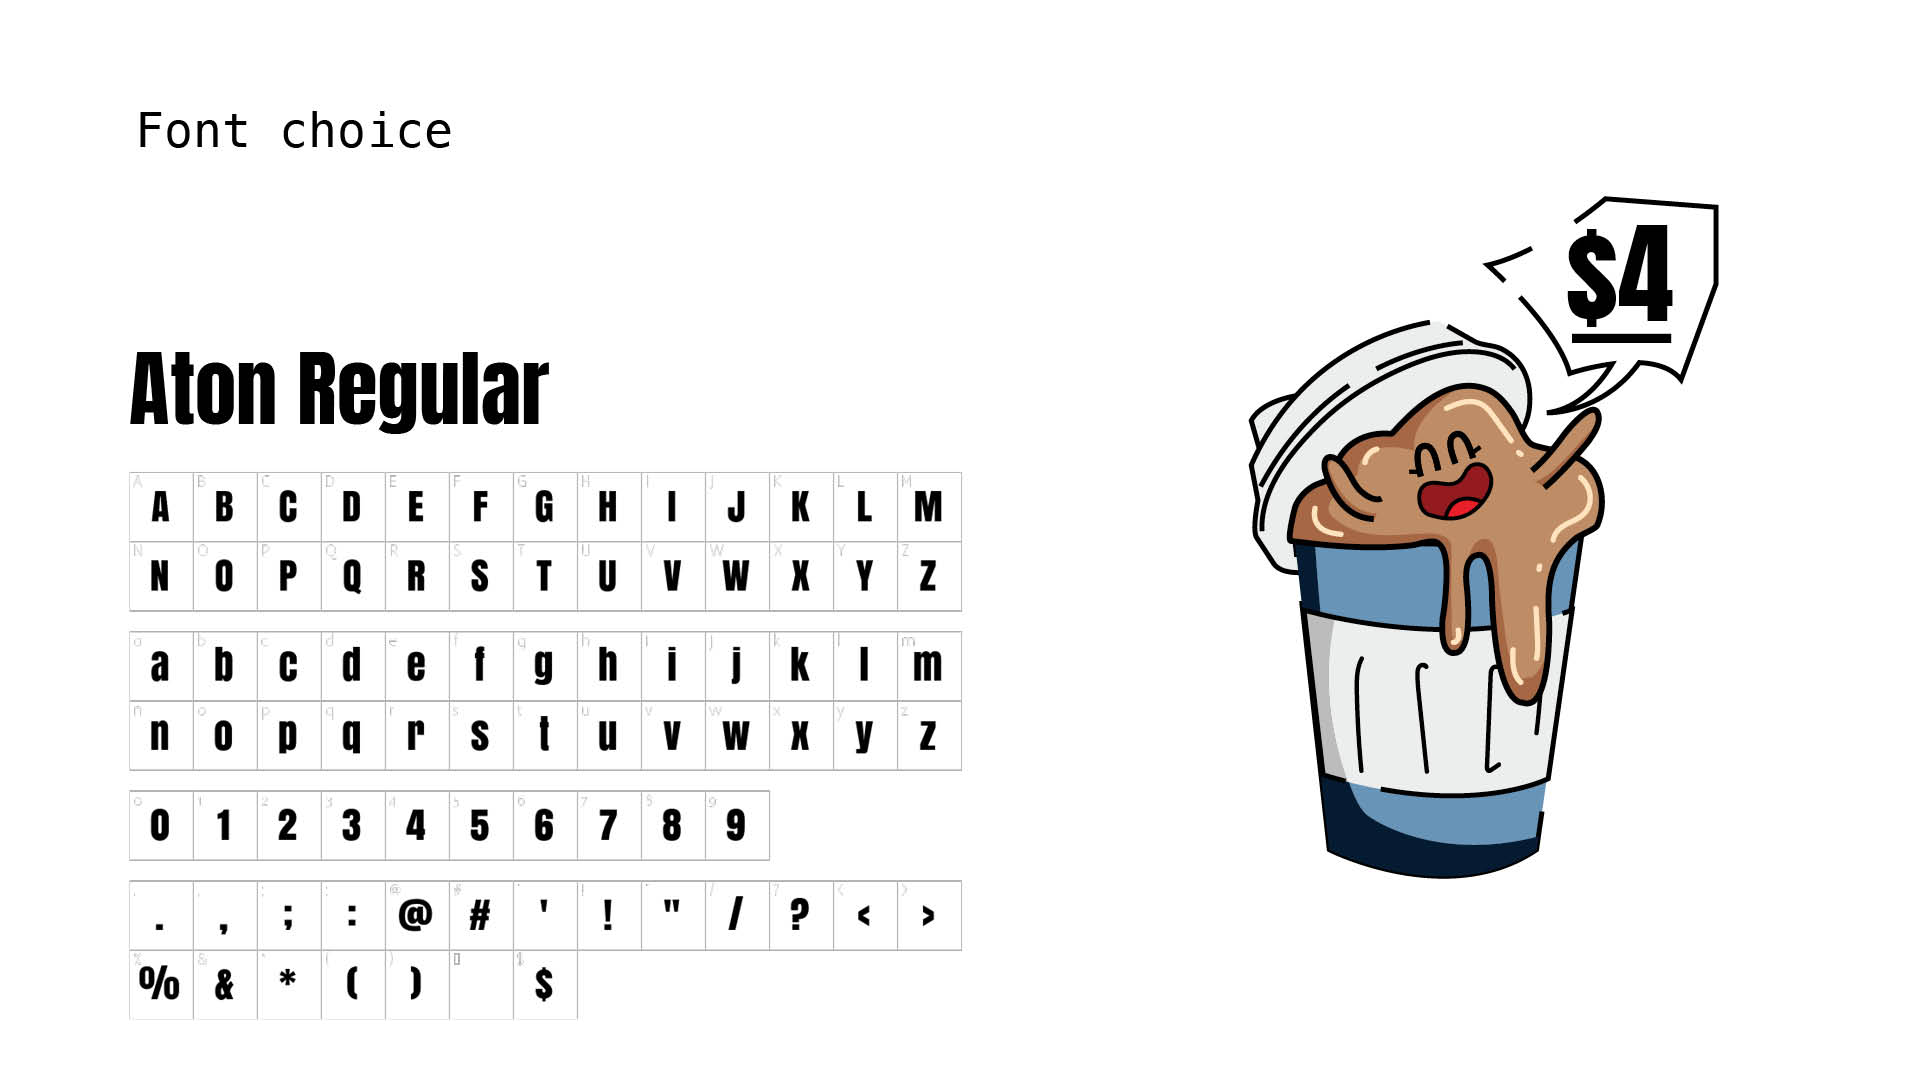 Font choice
$4
Aton Regular
A B C D E F G H I J K L M
N O P Q R S T U V W X Y Z
a b c d e f g h i j k l m
n o p q r s t u v w x y z
0 1 2 3 4 5 6 7 8 9
. , ; : @ # ' ! " / ? < >
% & * ( ) $